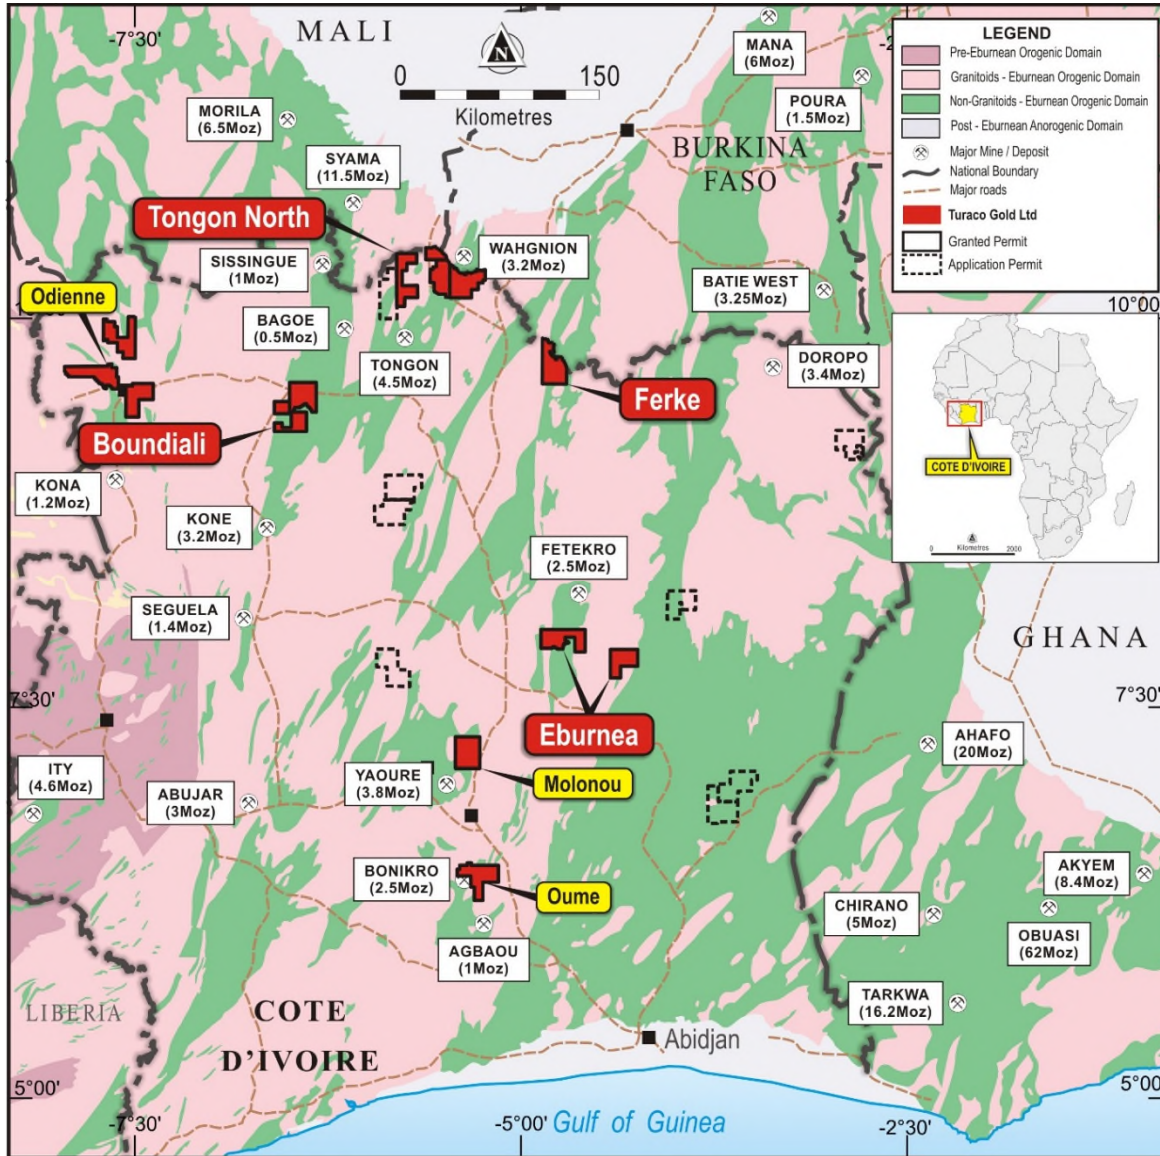 -7°30'
MALI
N
0
150
Kilometres
MANA
(6Moz)
POURA
(1.5Moz)
LEGEND
Pre-Eburnean Orogenic Domain
Granitoids - Eburnean Orogenic Domain
Non-Granitoids - Eburnean Orogenic Domain
Post - Eburnean Anorogenic Domain
Major Mine / Deposit
National Boundary
Major roads
Turaco Gold Ltd
Granted Permit
Application Permit
MORILA
(6.5Moz)
SYAMA
(11.5Moz)
BURKINA
FASO
Tongon North
WAHGNION
(3.2Moz)
SISSINGUE
(1Moz)
BATIE WEST
(3.25Moz)
Odienne
10°00'
BAGOE
(0.5Moz)
TONGON
(4.5Moz)
DOROPO
(3.4Moz)
Ferke
Boundiali
COTE D'IVOIRE
N
Kilometres
0
2000
KONA
(1.2Moz)
KONE
(3.2Moz)
FETEKRO
(2.5Moz)
SEGUELA
(1.4Moz)
GHANA
7°30'
7°30'
Eburnea
AHAFO
(20Moz)
ITY
(4.6Moz)
ABUJAR
(3Moz)
YAOURE
(3.8Moz)
Molonou
BONIKRO
(2.5Moz)
Oume
AKYEM
(8.4Moz)
CHIRANO
(5Moz)
OBUASI
(62Moz)
AGBAOU
(1Moz)
TARKWA
(16.2Moz)
LIBERIA
COTE
D'IVOIRE
Abidjan
5°00'
5°00'
-7°30'
-5°00'
Gulf of Guinea
-2°30'